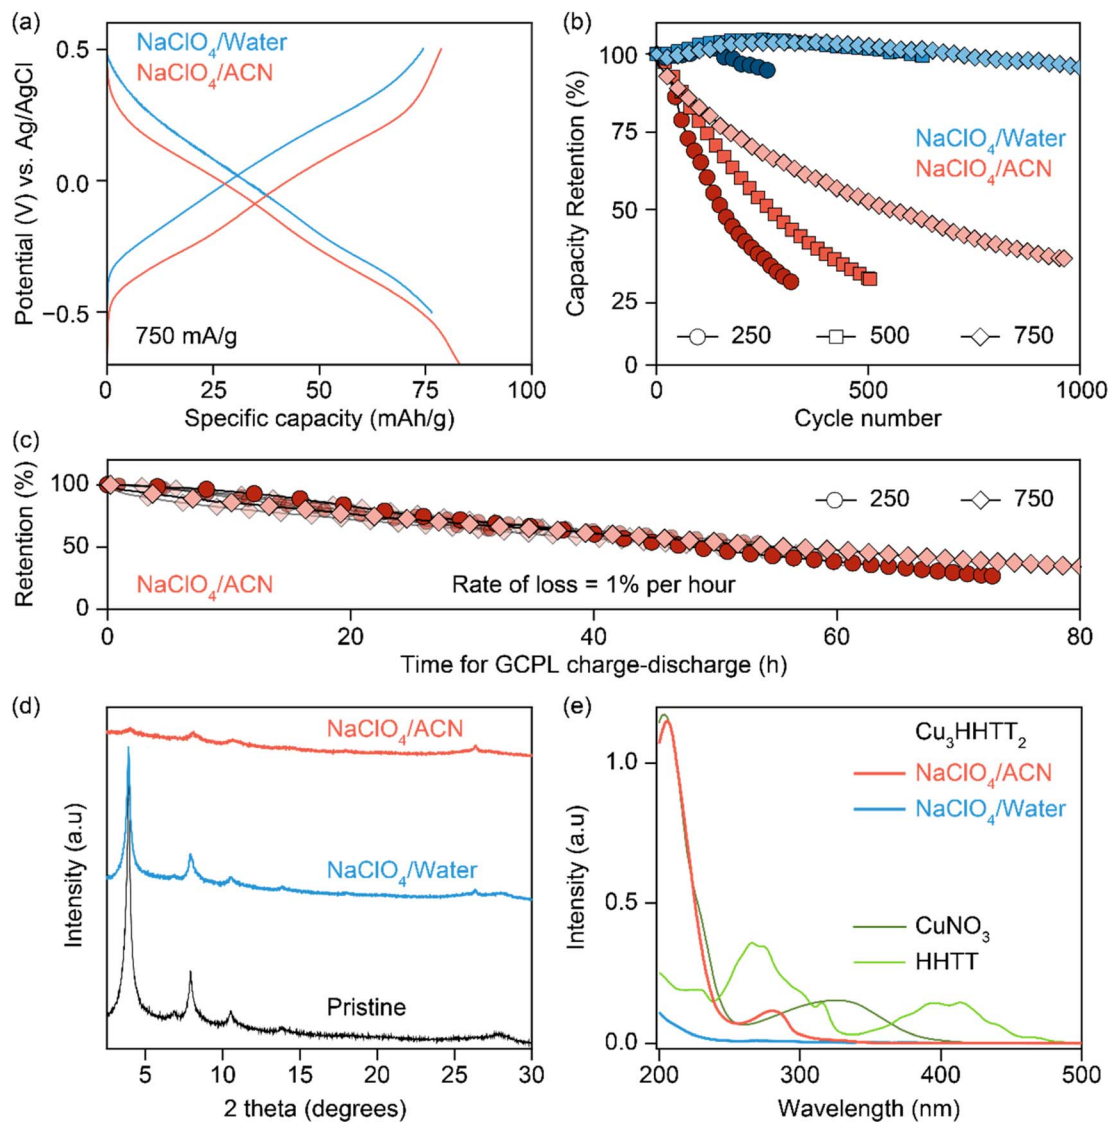 (a)
NaClO₄/Water
NaClO₄/ACN
0.5
0.0
−0.5
Potential (V) vs. Ag/AgCl
750 mA/g
0 25 50 75 100
Specific capacity (mAh/g)
(b)
100
75
50
25
0
Capacity Retention (%)
NaClO₄/Water
NaClO₄/ACN
250 500 750
0 500 1000
Cycle number
(c)
100
50
0
Retention (%)
250 750
NaClO₄/ACN
Rate of loss = 1% per hour
0 20 40 60 80
Time for GCPL charge-discharge (h)
(d)
Intensity (a.u)
NaClO₄/ACN
NaClO₄/Water
Pristine
5 10 15 20 25 30
2 theta (degrees)
(e)
1.0
0.5
0.0
Intensity (a.u)
Cu₃HHTT₂
NaClO₄/ACN
NaClO₄/Water
CuNO₃
HHTT
200 300 400 500
Wavelength (nm)